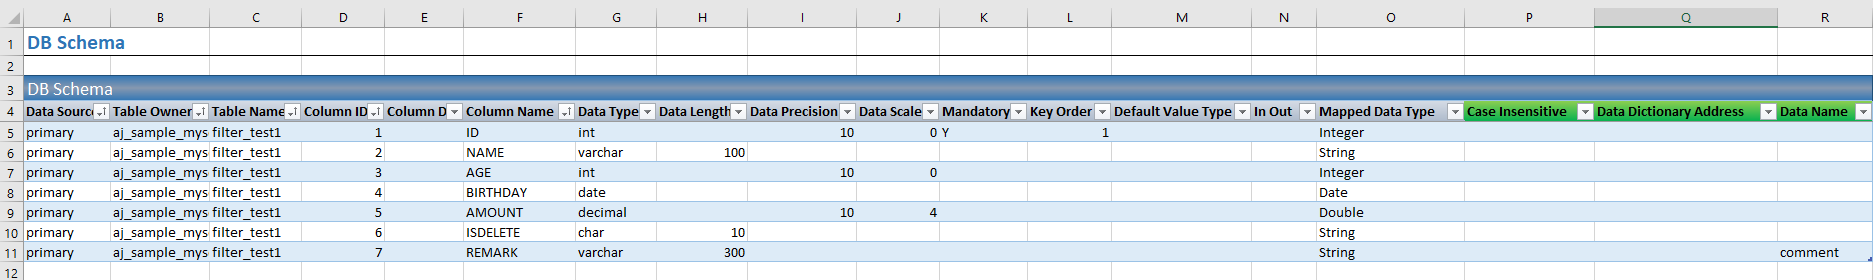 A B C D E F G H I J K L M N O P Q R
1 DB Schema
2
3 DB Schema
4 Data Sourc Table Owner Table Name Column ID Column D Column Name Data Type Data Length Data Precision Data Scale Mandatory Key Order Default Value Type In Out Mapped Data Type Case Insensitive Data Dictionary Address Data Name
5 primary aj_sample_mys filter_test1 1 ID int 10 0 Y 1 Integer
6 primary aj_sample_mys filter_test1 2 NAME varchar 100 String
7 primary aj_sample_mys filter_test1 3 AGE int 10 0 Integer
8 primary aj_sample_mys filter_test1 4 BIRTHDAY date Date
9 primary aj_sample_mys filter_test1 5 AMOUNT decimal 10 4 Double
10 primary aj_sample_mys filter_test1 6 ISDELETE char 10 String
11 primary aj_sample_mys filter_test1 7 REMARK varchar 300 String comment
12